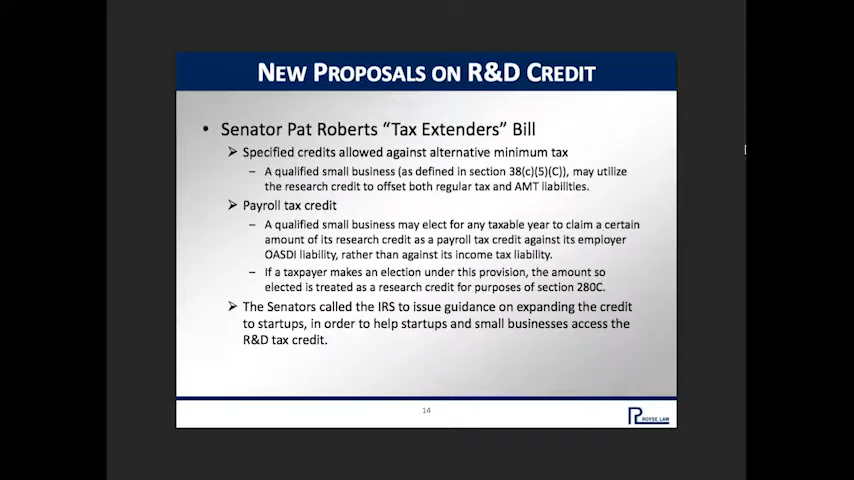 NEW PROPOSALS ON R&D CREDIT
• Senator Pat Roberts “Tax Extenders” Bill
➢ Specified credits allowed against alternative minimum tax
– A qualified small business (as defined in section 38(c)(5)(C)), may utilize
the research credit to offset both regular tax and AMT liabilities.
➢ Payroll tax credit
– A qualified small business may elect for any taxable year to claim a certain
amount of its research credit as a payroll tax credit against its employer
OASDI liability, rather than against its income tax liability.
– If a taxpayer makes an election under this provision, the amount so
elected is treated as a research credit for purposes of section 280C.
➢ The Senators called the IRS to issue guidance on expanding the credit
to startups, in order to help startups and small businesses access the
R&D tax credit.
14
ROYSE LAW